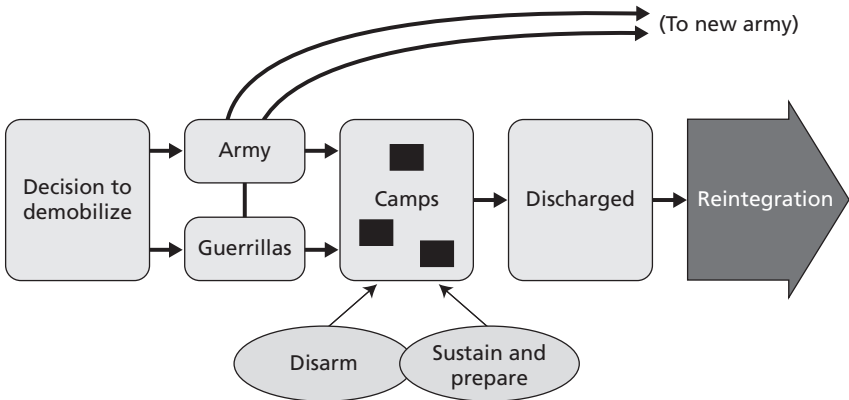 (To new army)
Decision to
demobilize
Army
Guerrillas
Camps
Discharged
Reintegration
Disarm
Sustain and
prepare